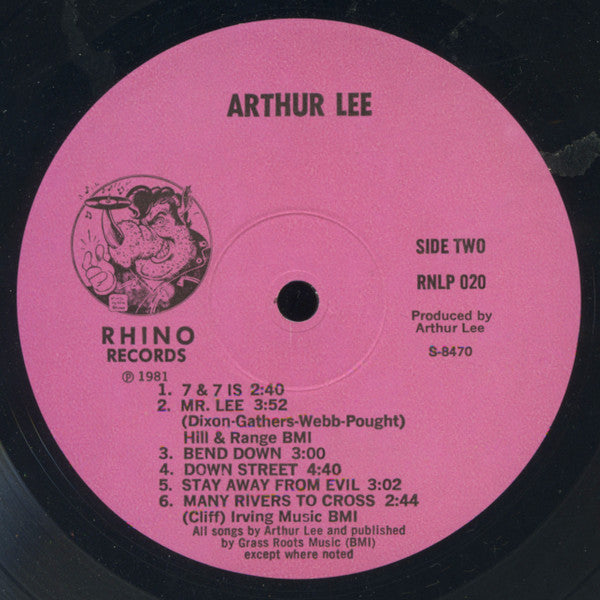 ARTHUR LEE
SIDE TWO
RNLP 020
Produced by
Arthur Lee
S-8470
RHINO
RECORDS
℗ 1981
1. 7 & 7 IS 2:40
2. MR. LEE 3:52
(Dixon-Gathers-Webb-Pought)
Hill & Range BMI
3. BEND DOWN 3:00
4. DOWN STREET 4:40
5. STAY AWAY FROM EVIL 3:02
6. MANY RIVERS TO CROSS 2:44
(Cliff) Irving Music BMI
All songs by Arthur Lee and published
by Grass Roots Music (BMI)
except where noted